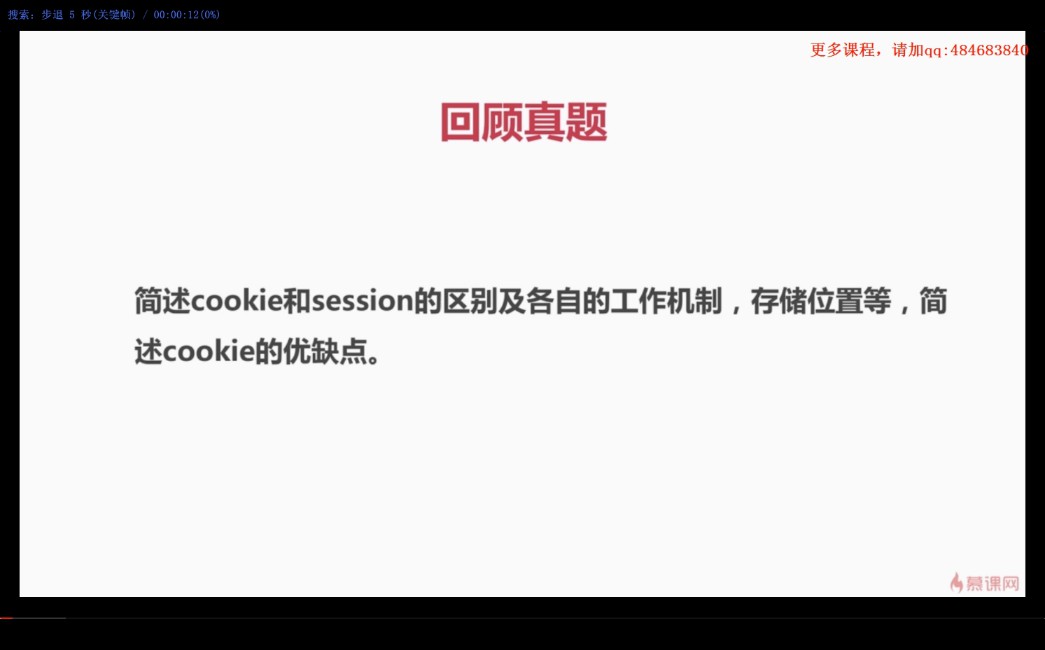 搜索: 步退 5 秒(关键帧) / 00:00:12(0%)
更多课程，请加qq:484683840
回顾真题
简述cookie和session的区别及各自的工作机制，存储位置等，简
述cookie的优缺点。
慕课网